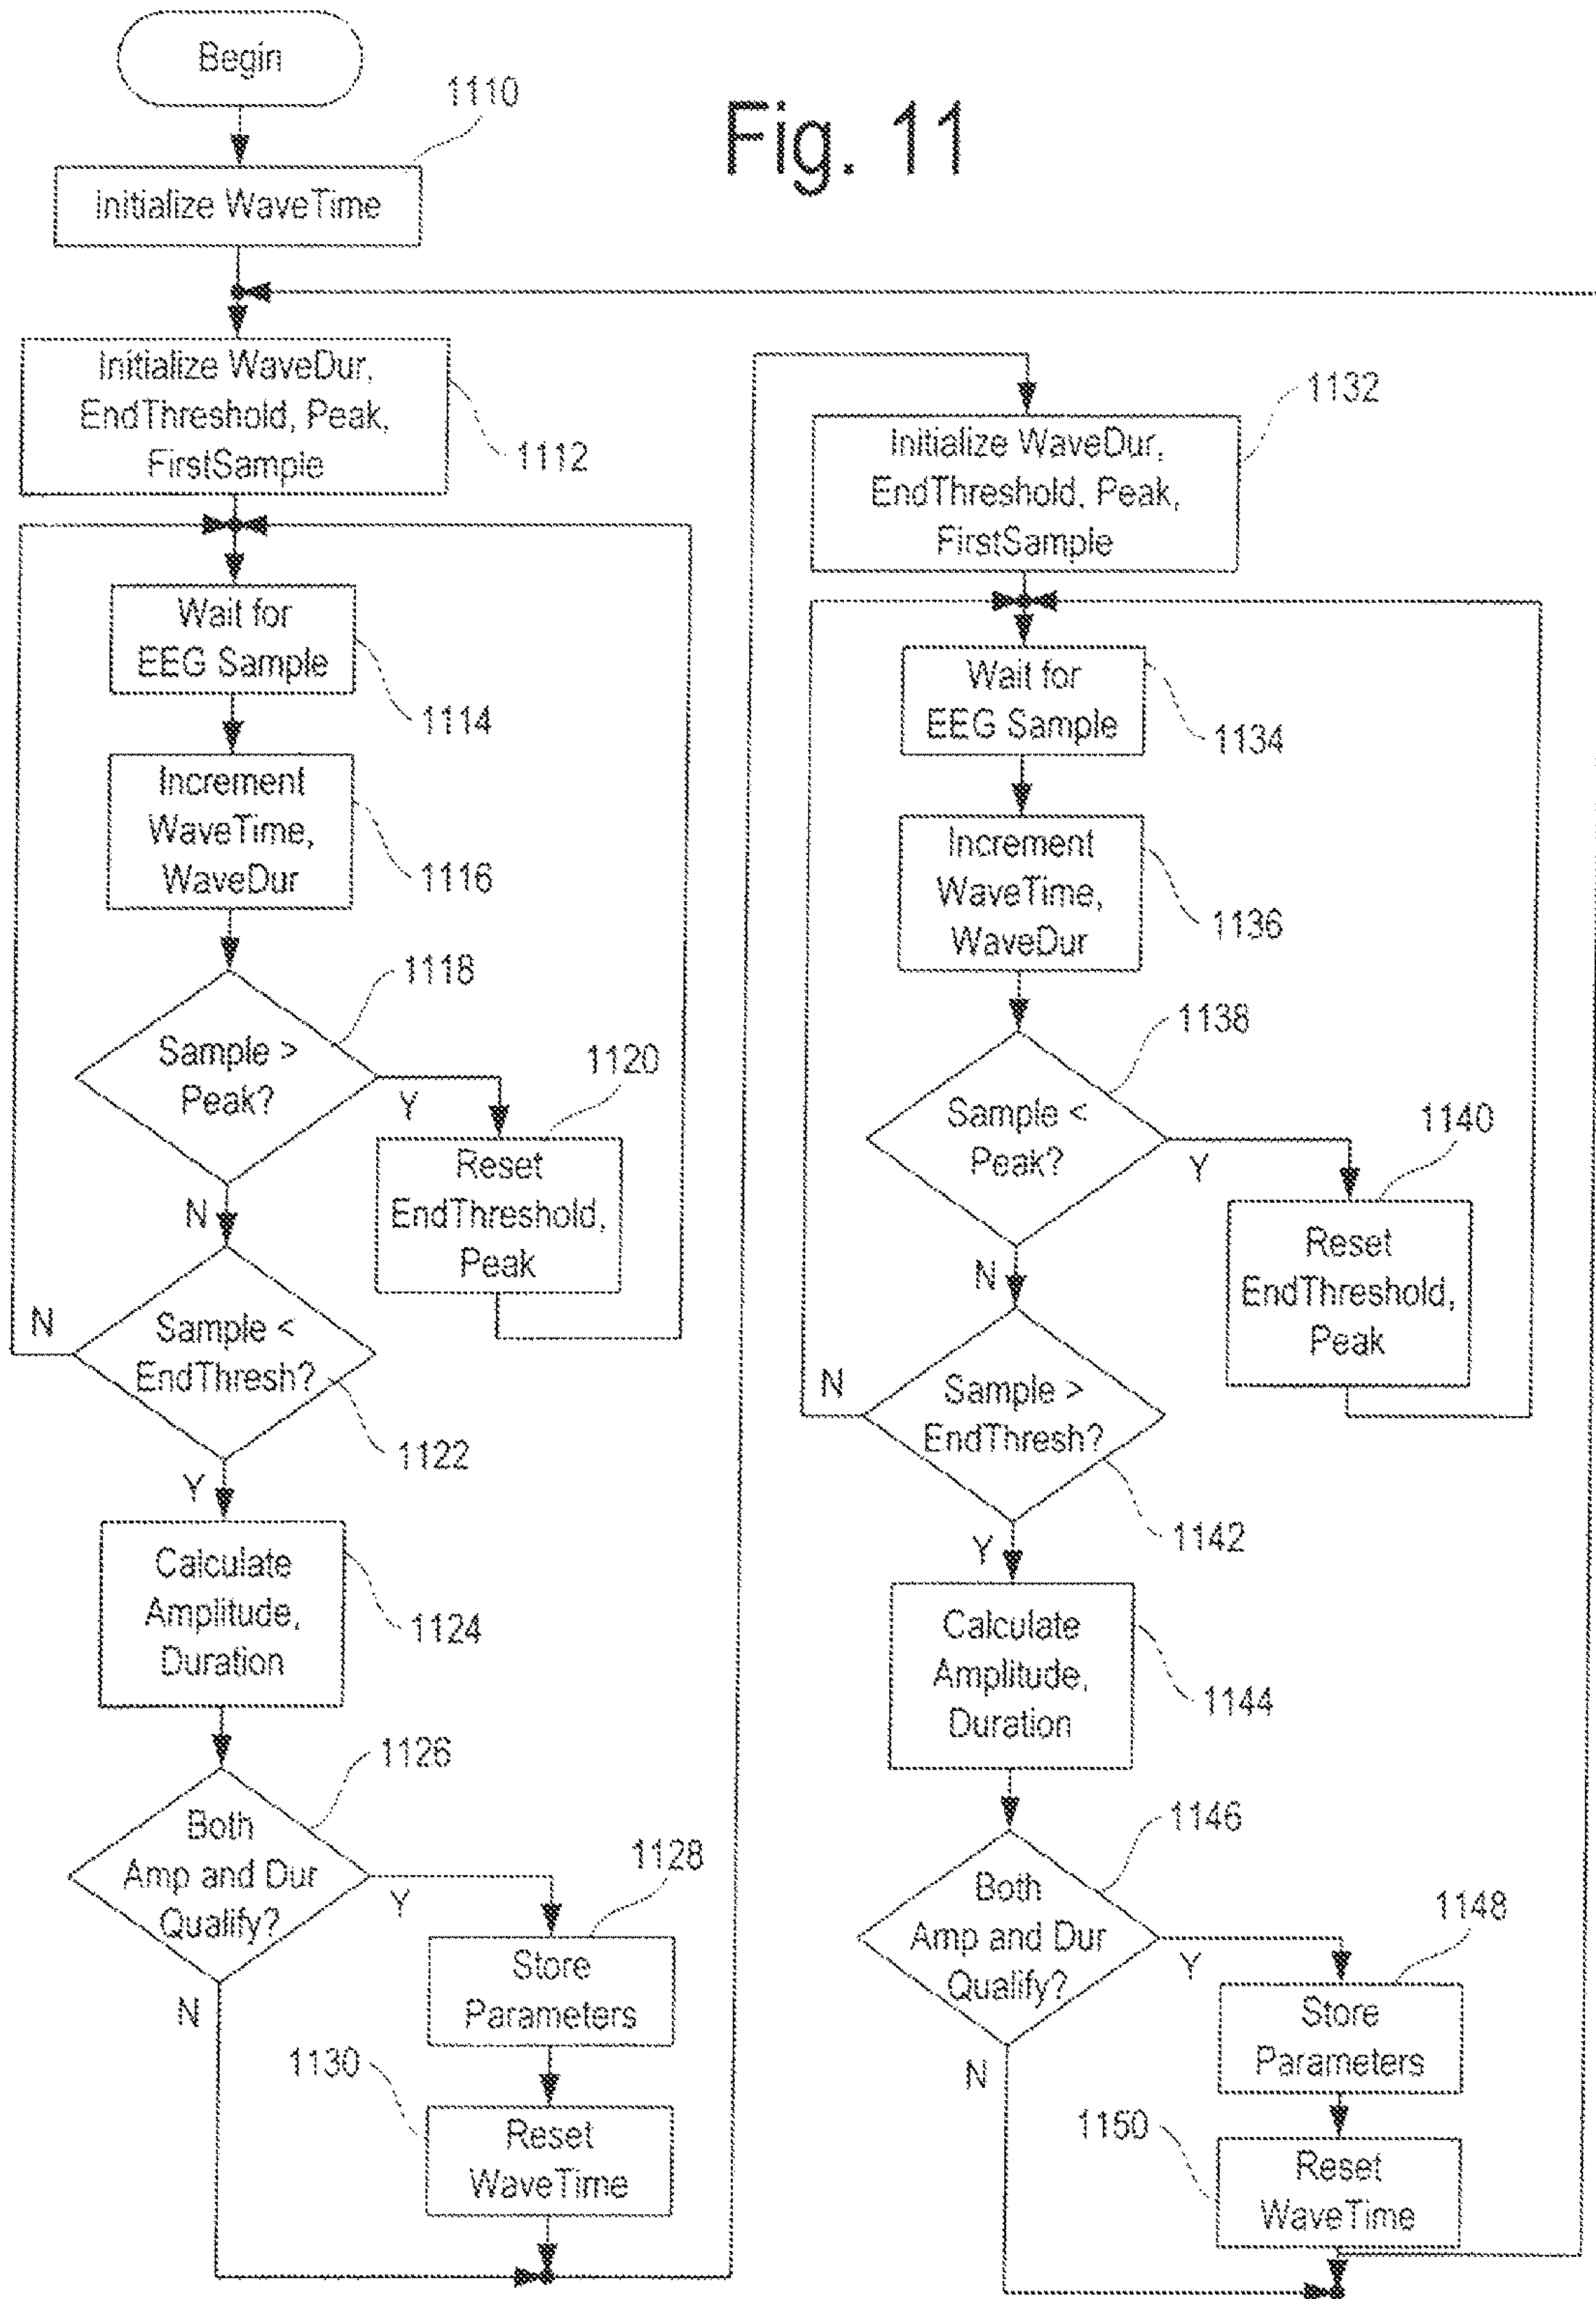 Fig. 11
Begin
1110
Initialize WaveTime
Initialize WaveDur,
EndThreshold, Peak,
FirstSample
1112
Wait for
EEG Sample
1114
Increment
WaveTime,
WaveDur
1116
1118
Sample >
Peak?
Y
N
1120
Reset
EndThreshold,
Peak
N
Sample <
EndThresh?
1122
Y
Calculate
Amplitude,
Duration
1124
1126
Both
Amp and Dur
Qualify?
Y
N
1128
Store
Parameters
1130
Reset
WaveTime
1132
Initialize WaveDur,
EndThreshold, Peak,
FirstSample
Wait for
EEG Sample
1134
Increment
WaveTime,
WaveDur
1136
1138
Sample <
Peak?
Y
N
1140
Reset
EndThreshold,
Peak
N
Sample >
EndThresh?
1142
Y
Calculate
Amplitude,
Duration
1144
1146
Both
Amp and Dur
Qualify?
Y
N
1148
Store
Parameters
1150
Reset
WaveTime